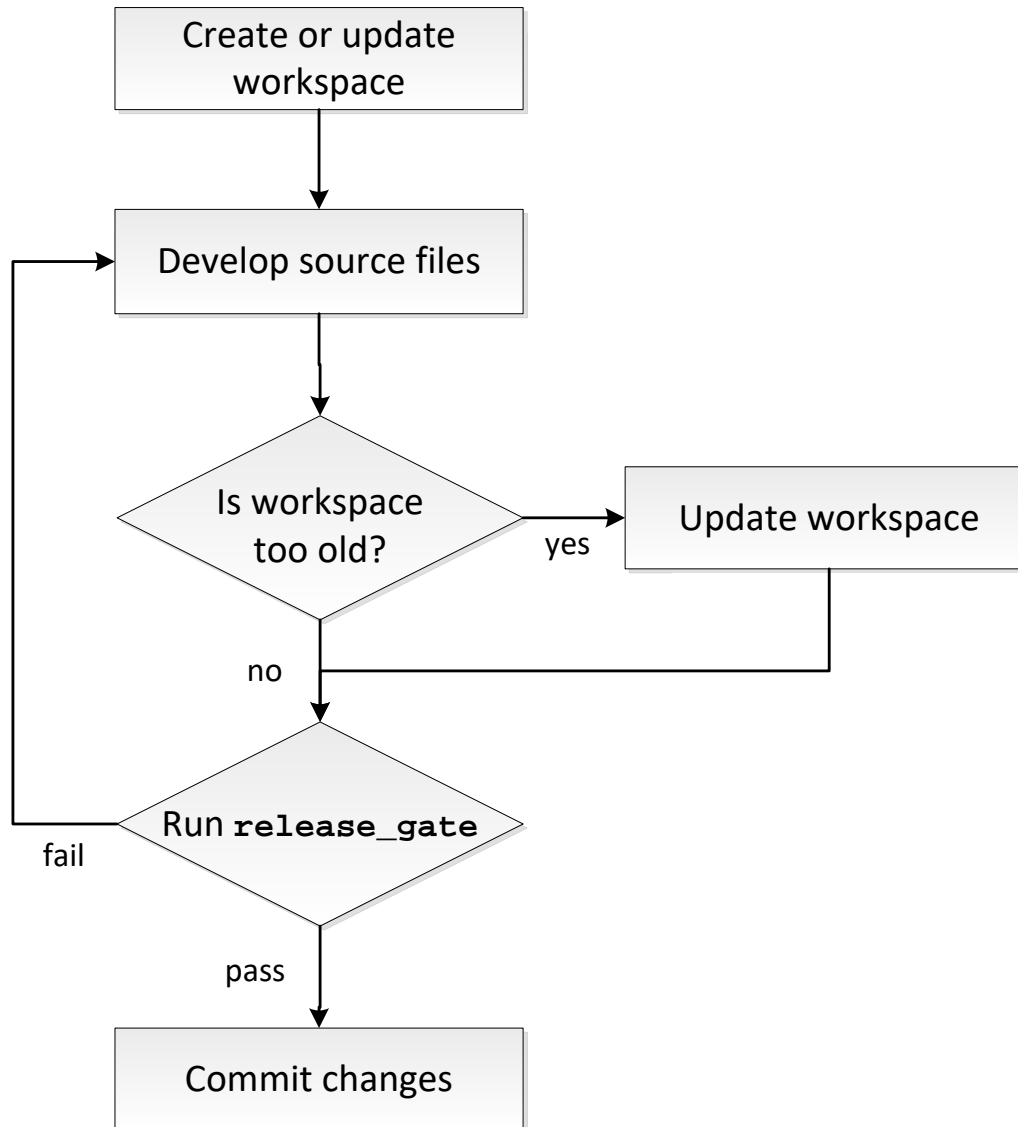 Create or update
workspace
Develop source files
Is workspace
too old?
yes
Update workspace
no
Run release_gate
fail
pass
Commit changes